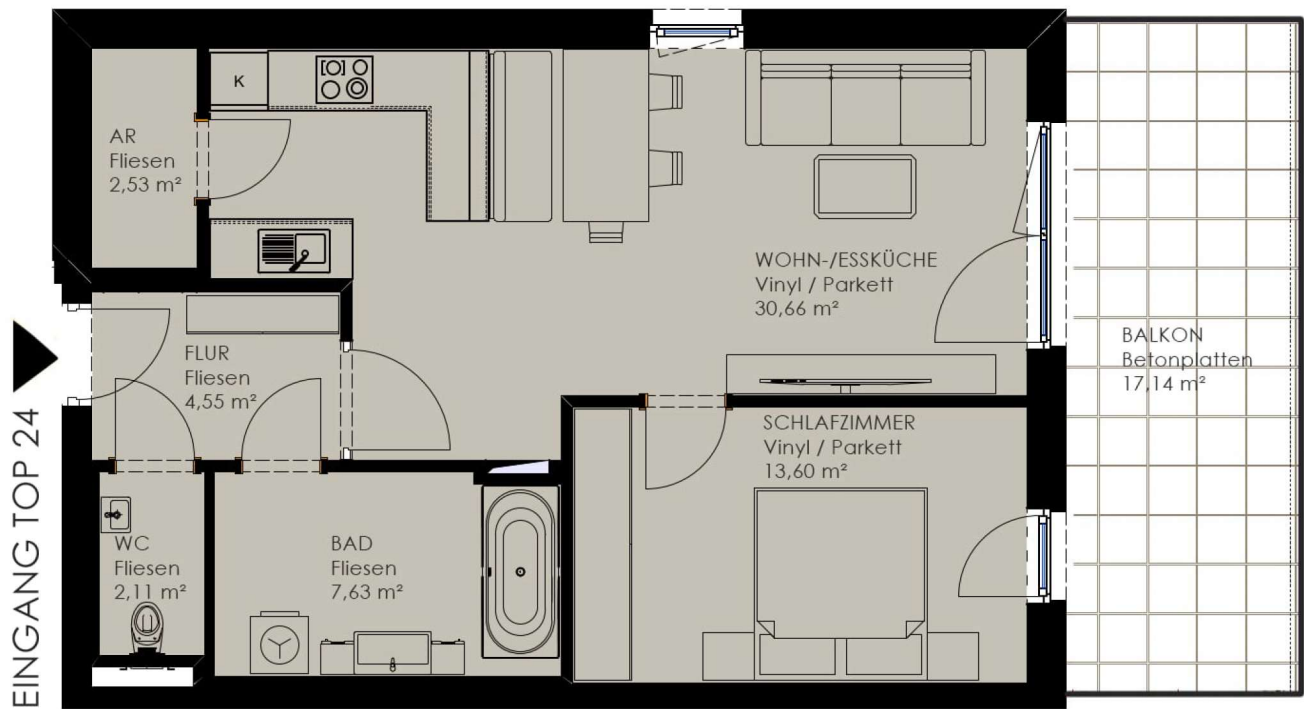 K
AR
Fliesen
2,53 m²
WOHN-/ESSKÜCHE
Vinyl / Parkett
30,66 m²
BALKON
Betonplatten
17,14 m²
FLUR
Fliesen
4,55 m²
SCHLAFZIMMER
Vinyl / Parkett
13,60 m²
WC
Fliesen
2,11 m²
BAD
Fliesen
7,63 m²
EINGANG TOP 24